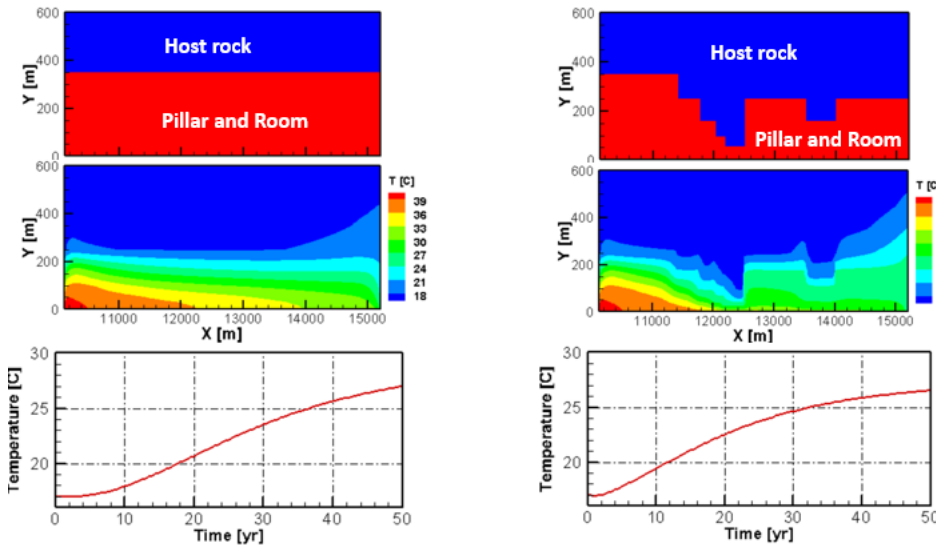 600
400
200
0
Y [m]
Host rock
Pillar and Room
600
400
200
0
Y [m]
11000 12000 13000 14000 15000
X [m]
T [C]
39
36
33
30
27
24
21
18
30
25
20
Temperature [C]
0 10 20 30 40 50
Time [yr]
600
400
200
0
Y [m]
Host rock
Pillar and Room
600
400
200
0
Y [m]
11000 12000 13000 14000 15000
X [m]
T [C]
30
25
20
Temperature [C]
0 10 20 30 40 50
Time [yr]